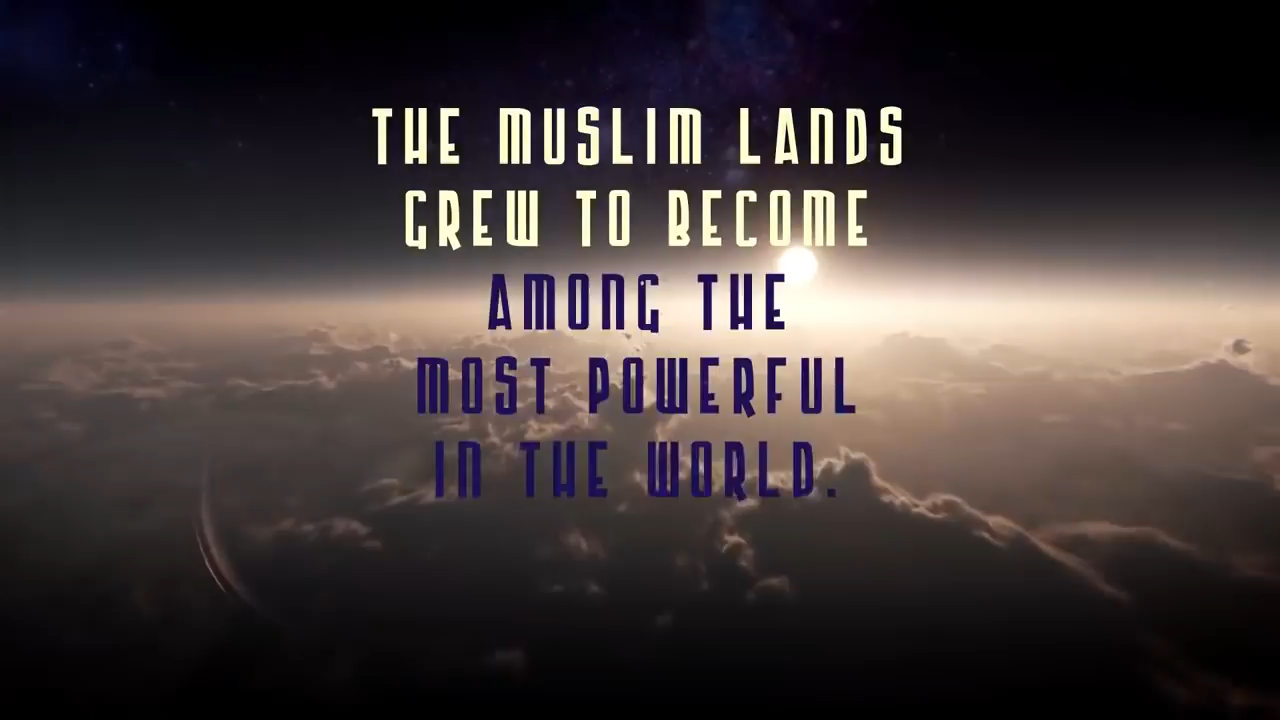 THE MUSLIM LANDS
GREW TO BECOME
AMONG THE
MOST POWERFUL
IN THE WORLD.